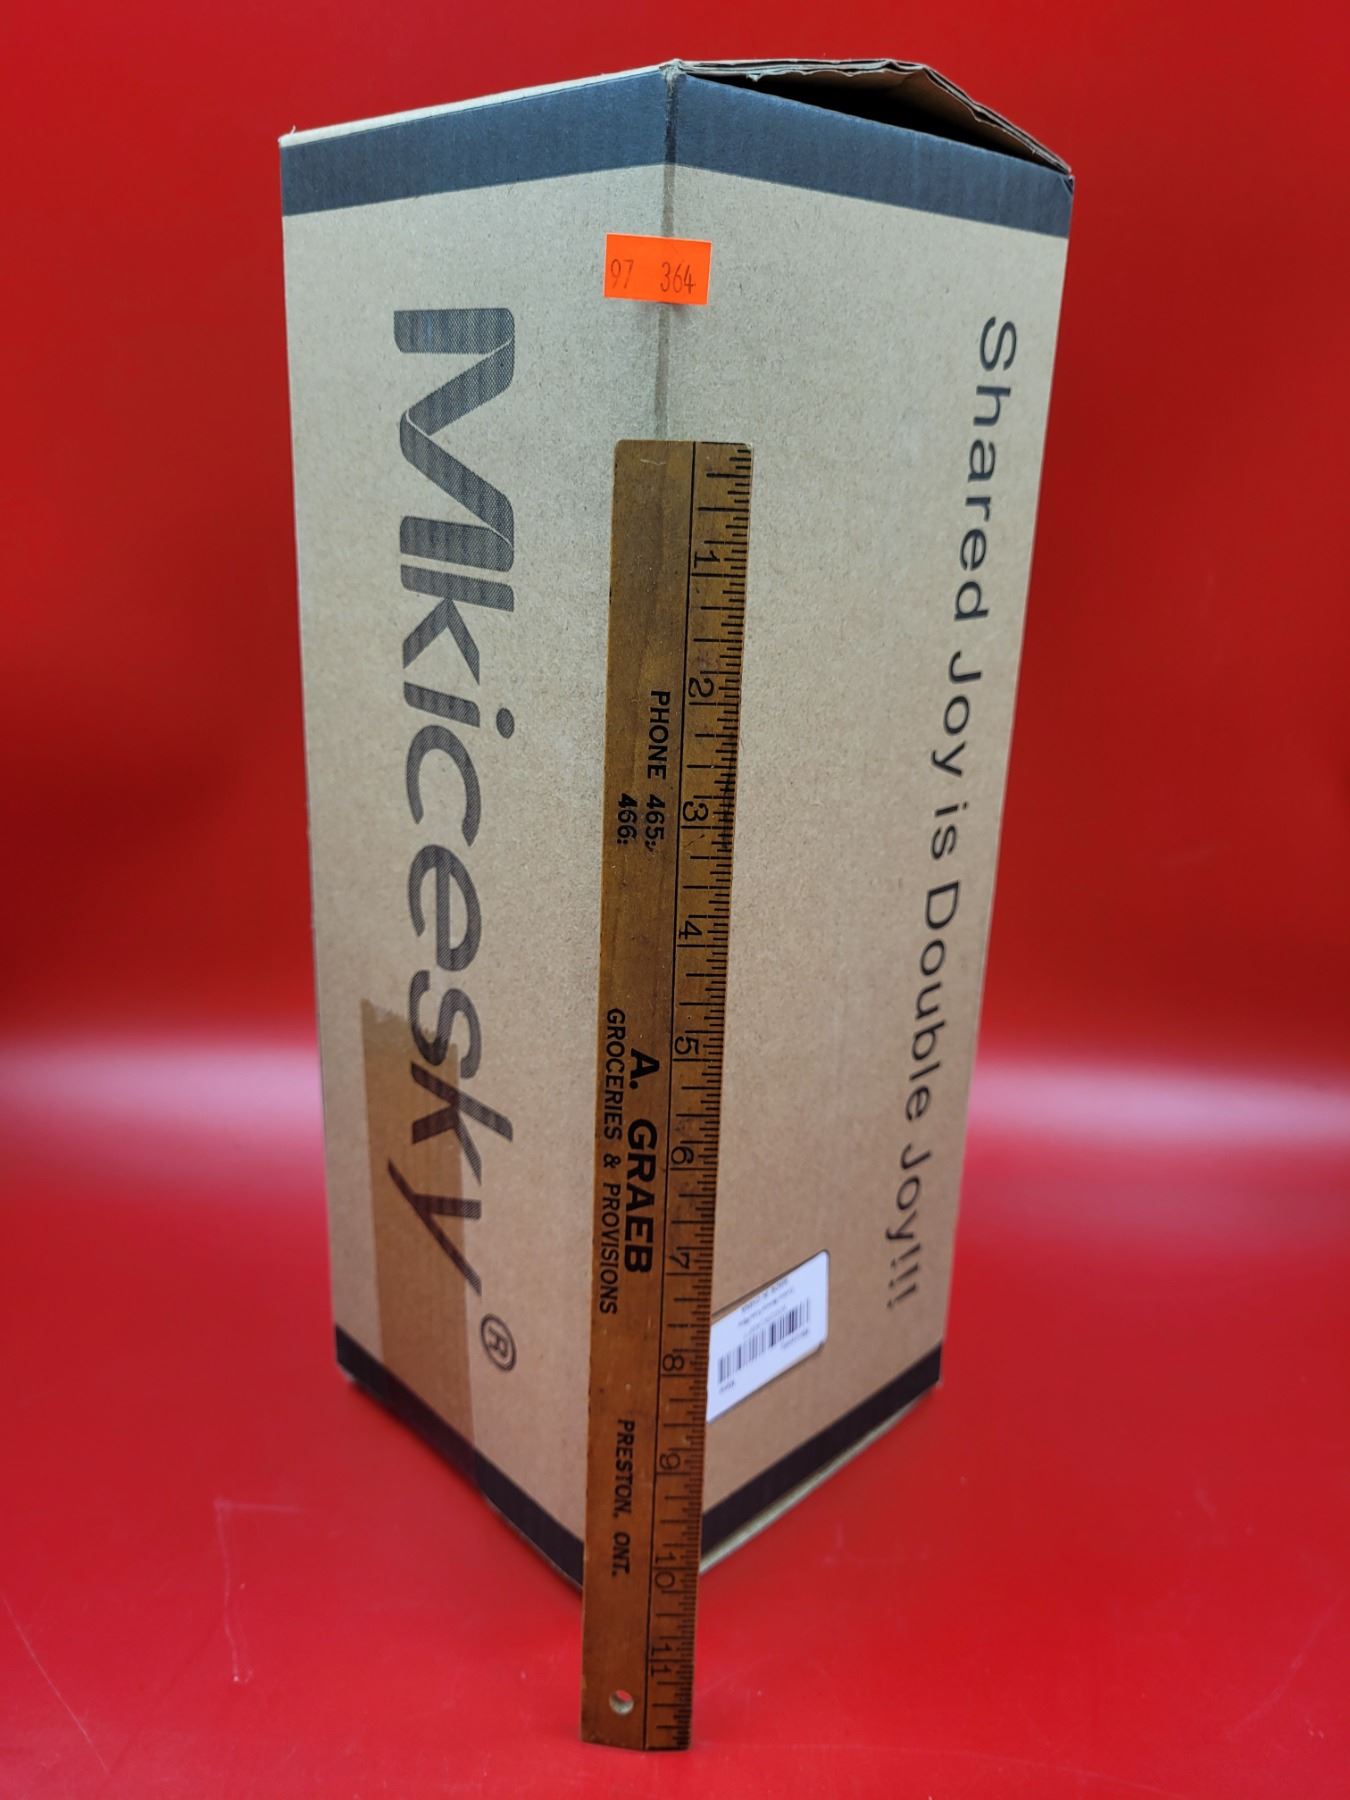 97 364
Mkicesky®
Shared Joy is Double Joy!!!
1 2 3 4 5 6 7 8 9 10 11
PHONE 465;
466;
A. GRAEB
GROCERIES & PROVISIONS
PRESTON, ONT.